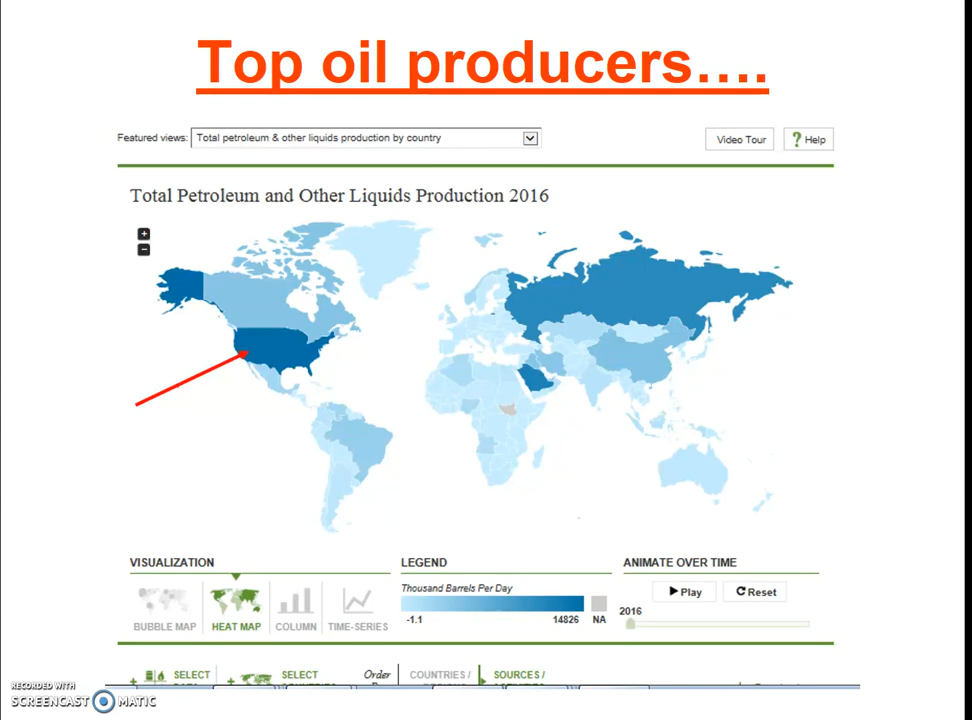 Top oil producers….
Featured views: Total petroleum & other liquids production by country
Video Tour
? Help
Total Petroleum and Other Liquids Production 2016
+
−
VISUALIZATION
LEGEND
ANIMATE OVER TIME
Thousand Barrels Per Day
Play
Reset
-1.1
14826
NA
2016
BUBBLE MAP
HEAT MAP
COLUMN
TIME-SERIES
SELECT
SELECT
Order
COUNTRIES /
SOURCES /
RECORDED WITH
SCREENCAST MATIC